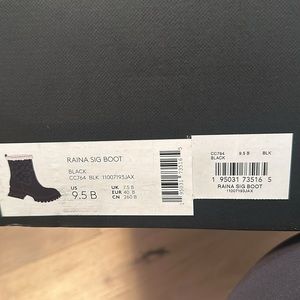 RAINA SIG BOOT
BLACK
CC764 BLK 11007193JAX
US
9.5 B
UK 7.5 B
EUR 40 B
CN 260 B
CC764 9.5 B BLK
BLACK
1 95031 73516 5
RAINA SIG BOOT
11007193JAX